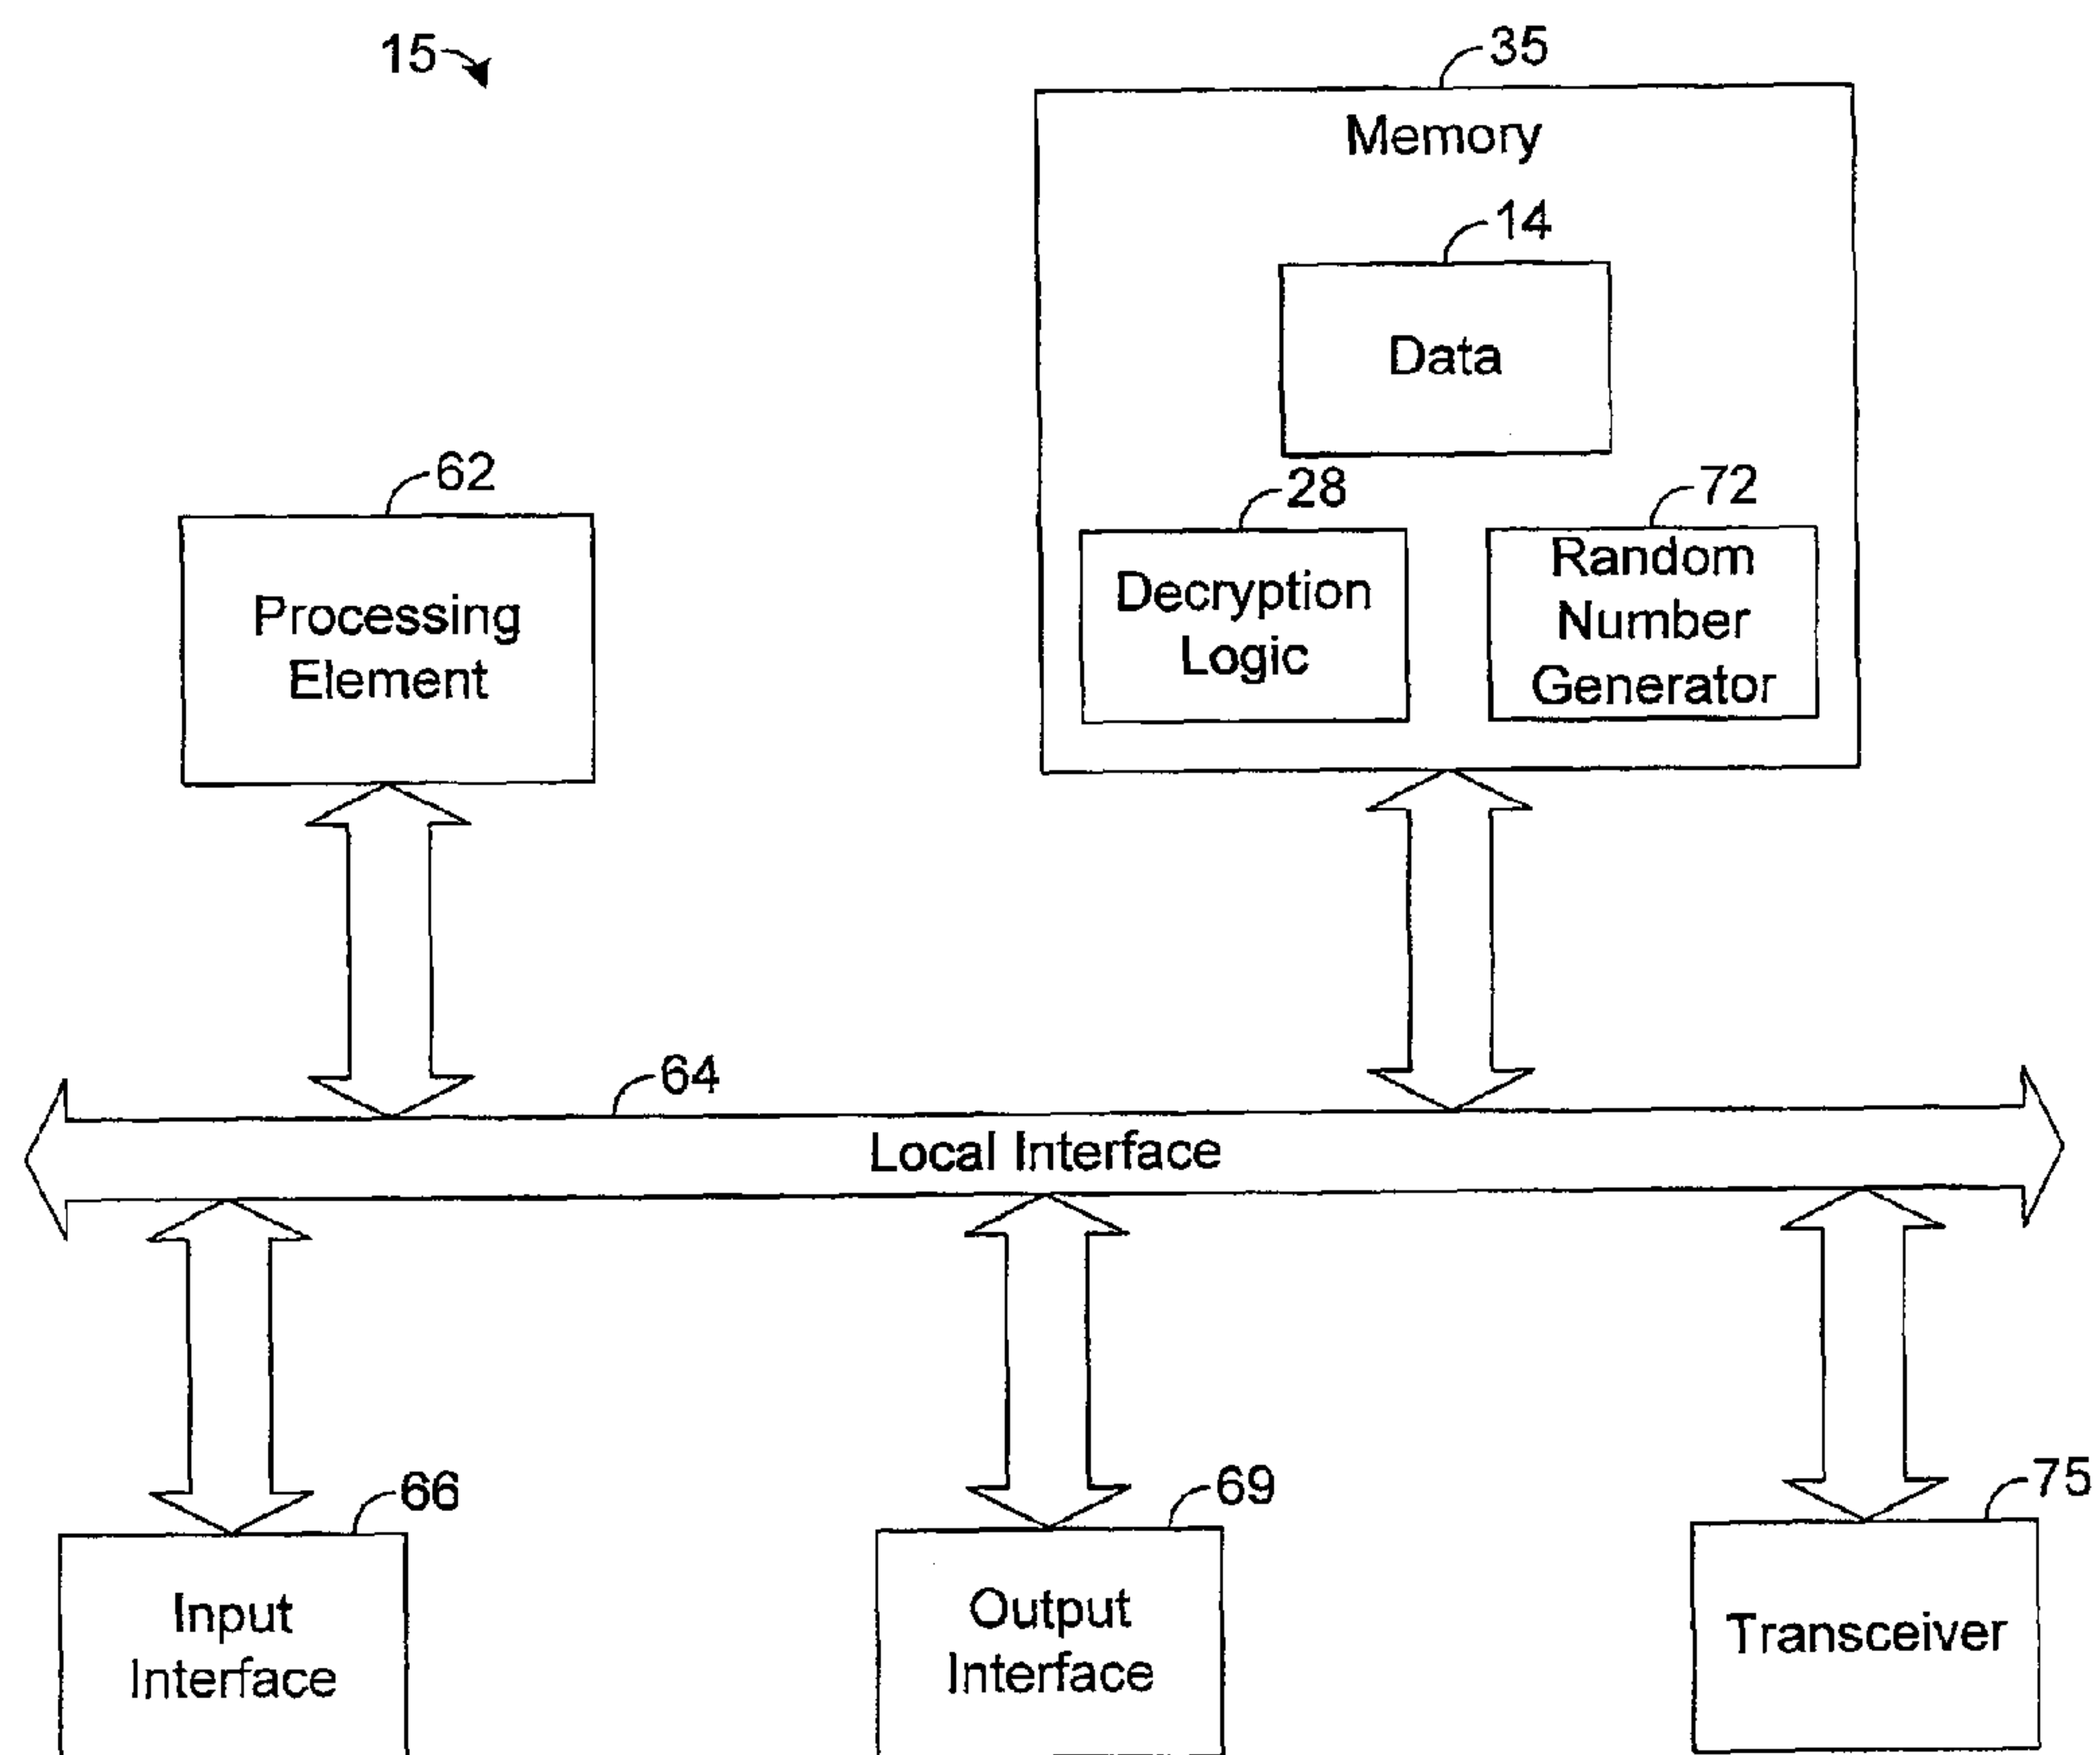 15
35
Memory
14
Data
62
28
72
Processing
Element
Decryption
Logic
Random
Number
Generator
64
Local Interface
66
69
75
Input
Interface
Output
Interface
Transceiver